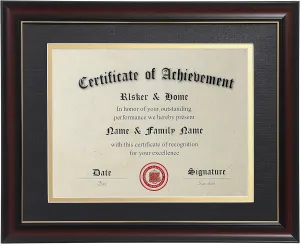 Certificate of Achievement
RIsker & Home
In honor of your outstanding
performance we hereby present
Name & Family Name
with this certificate of recognition
for your excellence
Date
Signature